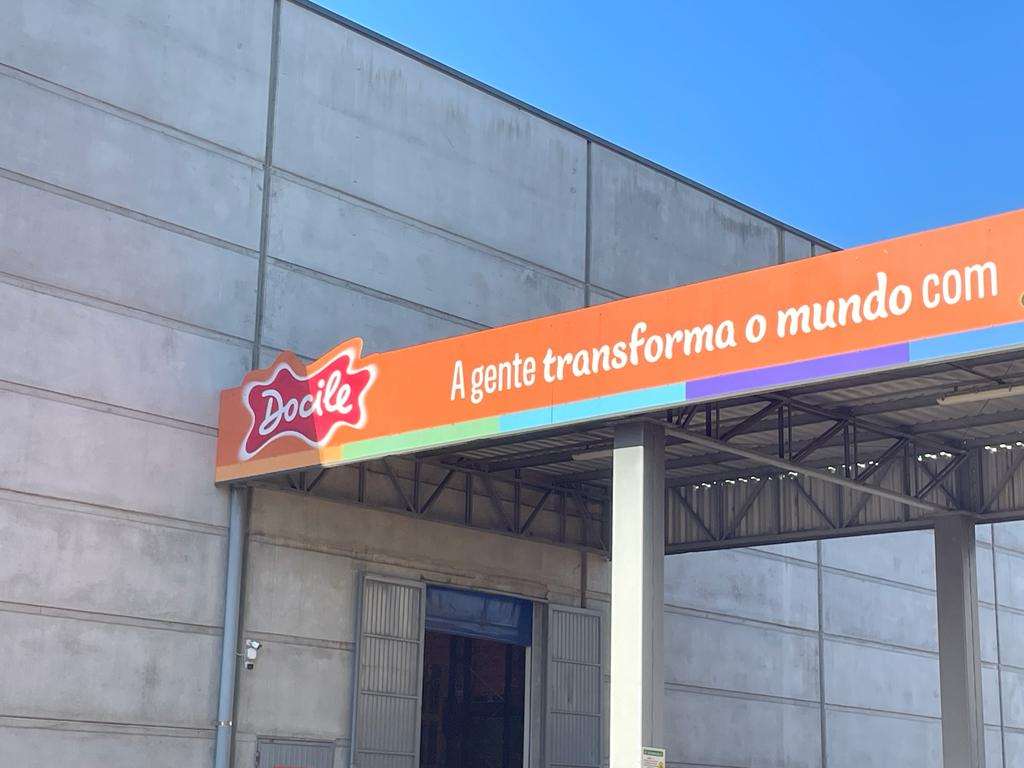 Docile
A gente transforma o mundo com